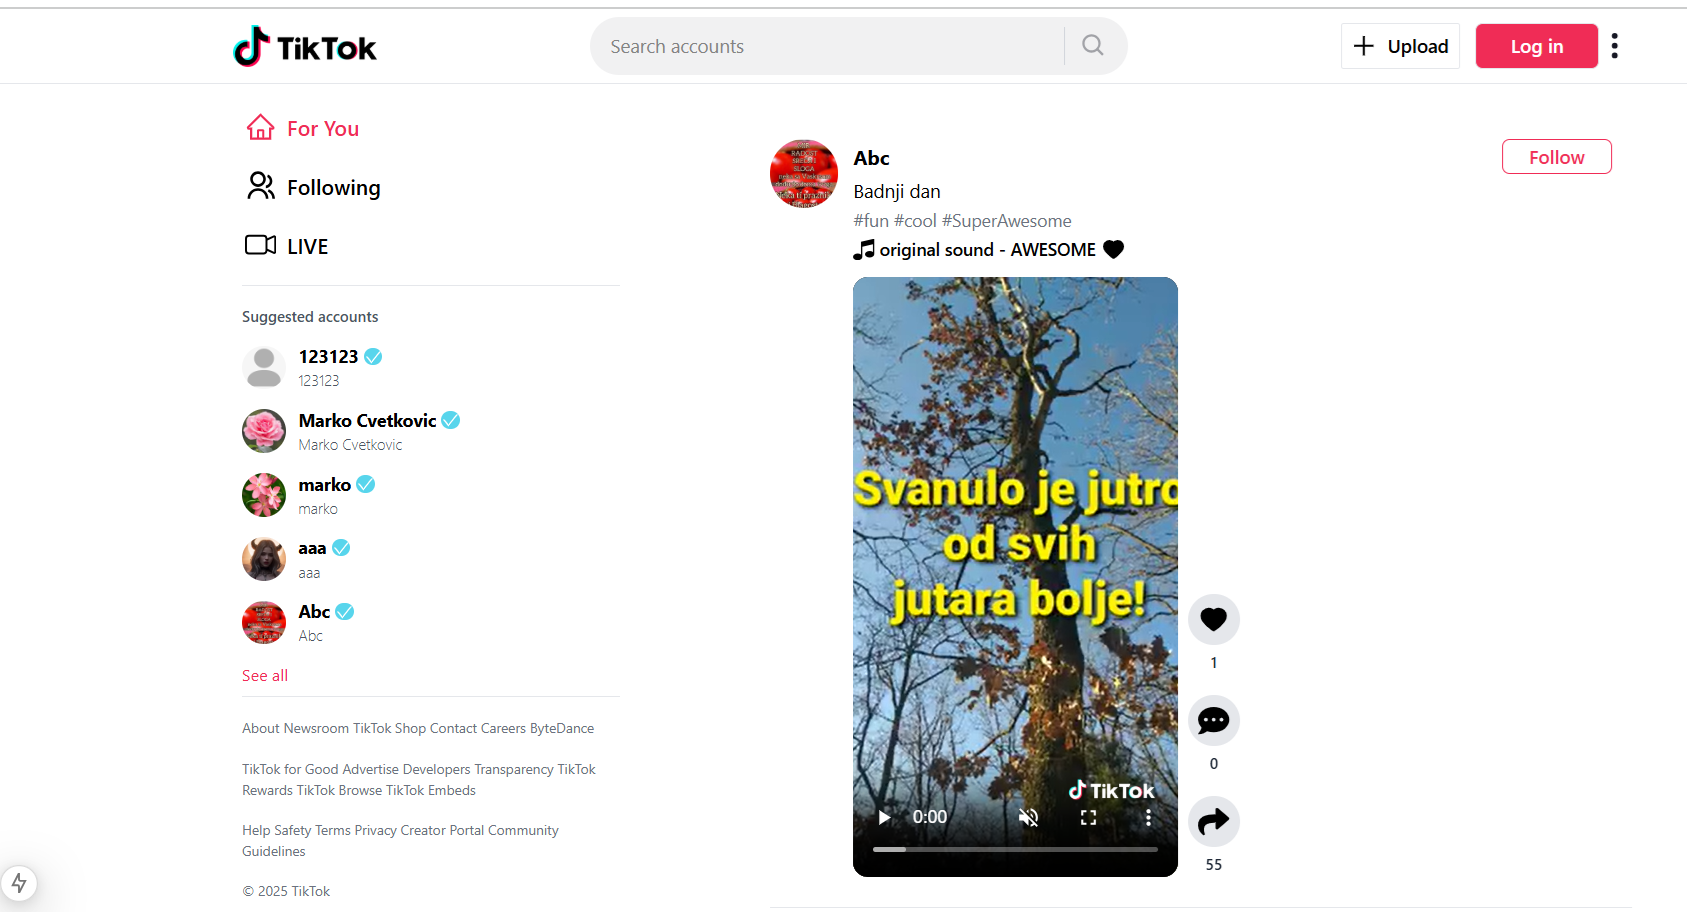 TikTok
Search accounts
Upload
Log in
For You
Following
LIVE
Suggested accounts
123123
123123
Marko Cvetkovic
Marko Cvetkovic
marko
marko
aaa
aaa
Abc
Abc
See all
About Newsroom TikTok Shop Contact Careers ByteDance
TikTok for Good Advertise Developers Transparency TikTok
Rewards TikTok Browse TikTok Embeds
Help Safety Terms Privacy Creator Portal Community
Guidelines
© 2025 TikTok
RADOST
SLOGA
Abc
Follow
Badnji dan
#fun #cool #SuperAwesome
original sound - AWESOME
Svanulo je jutro
od svih
jutara bolje!
TikTok
0:00
1
0
55